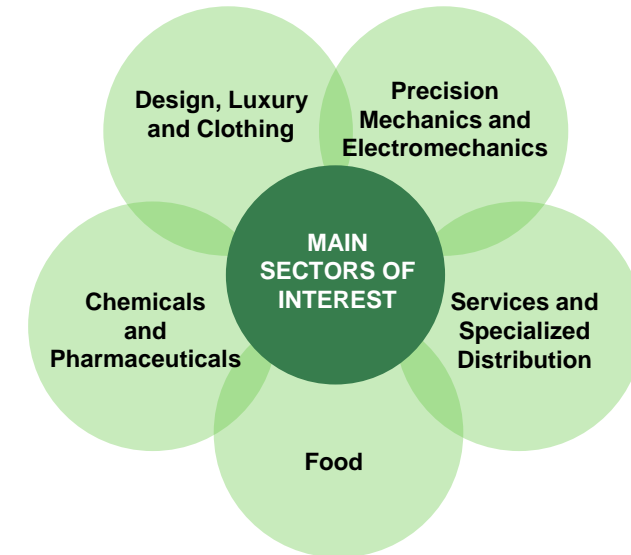 Design, Luxury
and Clothing
Precision
Mechanics and
Electromechanics
MAIN
SECTORS OF
INTEREST
Chemicals
and
Pharmaceuticals
Services and
Specialized
Distribution
Food